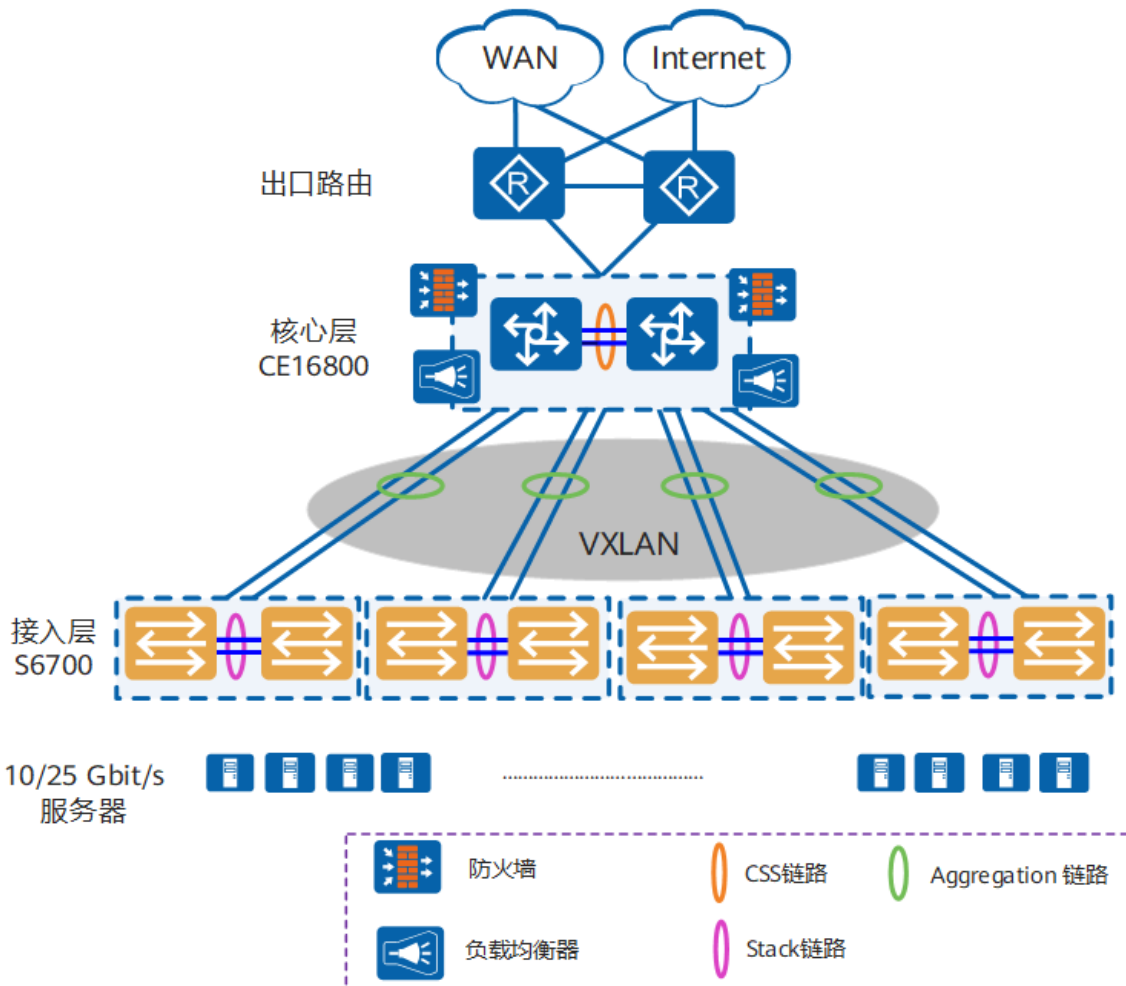 WAN
Internet
出口路由
R
R
核心层
CE16800
VXLAN
接入层
S6700
10/25 Gbit/s
服务器
防火墙
CSS链路
Aggregation 链路
负载均衡器
Stack链路